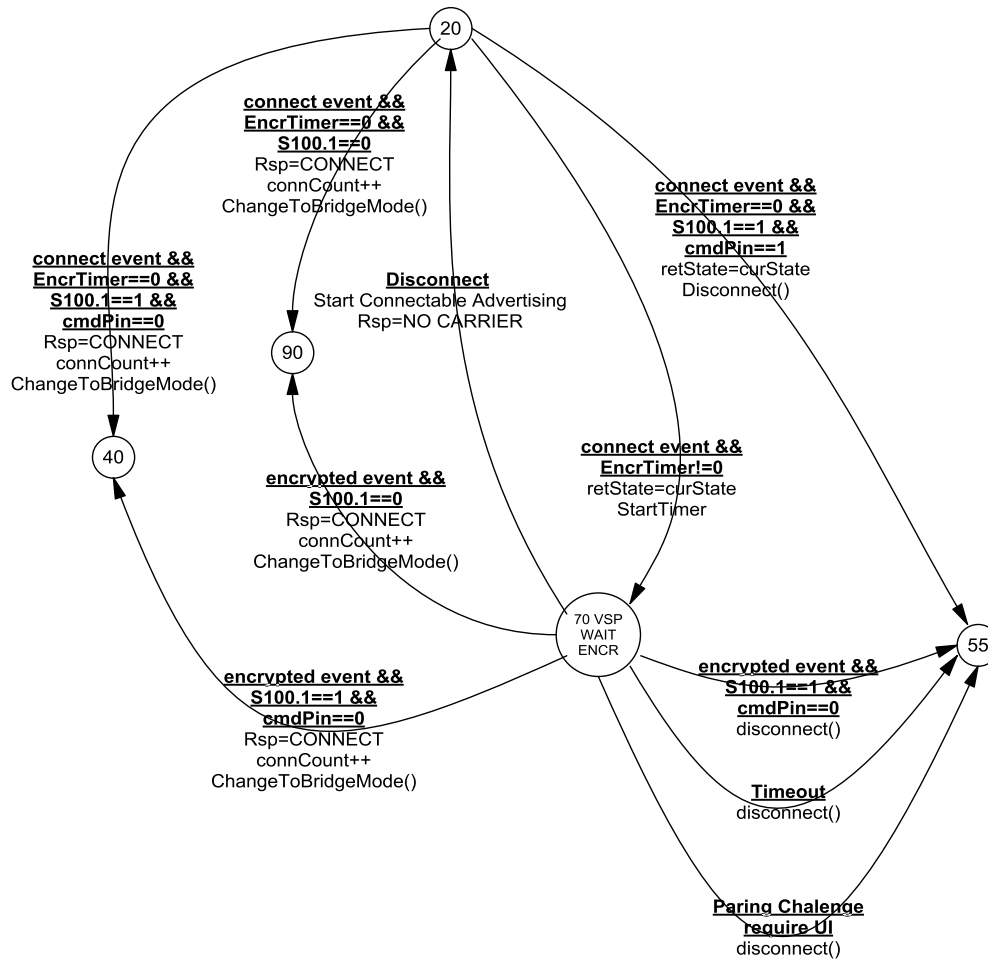 20
connect event &&
EncrTimer==0 &&
S100.1==0
Rsp=CONNECT
connCount++
ChangeToBridgeMode()
connect event &&
EncrTimer==0 &&
S100.1==1 &&
cmdPin==1
retState=curState
Disconnect()
connect event &&
EncrTimer==0 &&
S100.1==1 &&
cmdPin==0
Rsp=CONNECT
connCount++
ChangeToBridgeMode()
Disconnect
Start Connectable Advertising
Rsp=NO CARRIER
90
40
connect event &&
EncrTimer!=0
retState=curState
StartTimer
encrypted event &&
S100.1==0
Rsp=CONNECT
connCount++
ChangeToBridgeMode()
70 VSP
WAIT
ENCR
55
encrypted event &&
S100.1==1 &&
cmdPin==0
disconnect()
encrypted event &&
S100.1==1 &&
cmdPin==0
Rsp=CONNECT
connCount++
ChangeToBridgeMode()
Timeout
disconnect()
Paring Chalenge
require UI
disconnect()